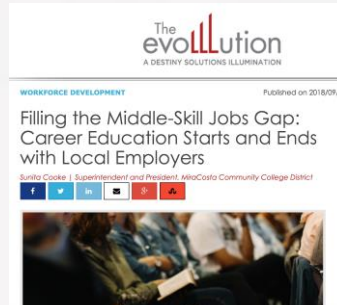 The
evolllution
A DESTINY SOLUTIONS ILLUMINATION
WORKFORCE DEVELOPMENT
Published on 2018/09/
Filling the Middle-Skill Jobs Gap:
Career Education Starts and Ends
with Local Employers
Sunita Cooke | Superintendent and President, MiraCosta Community College District